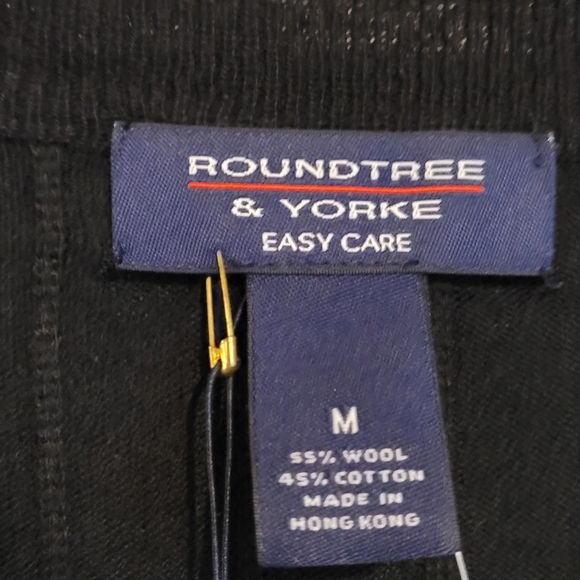 ROUNDTREE
& YORKE
EASY CARE
M
55% WOOL
45% COTTON
MADE IN
HONG KONG